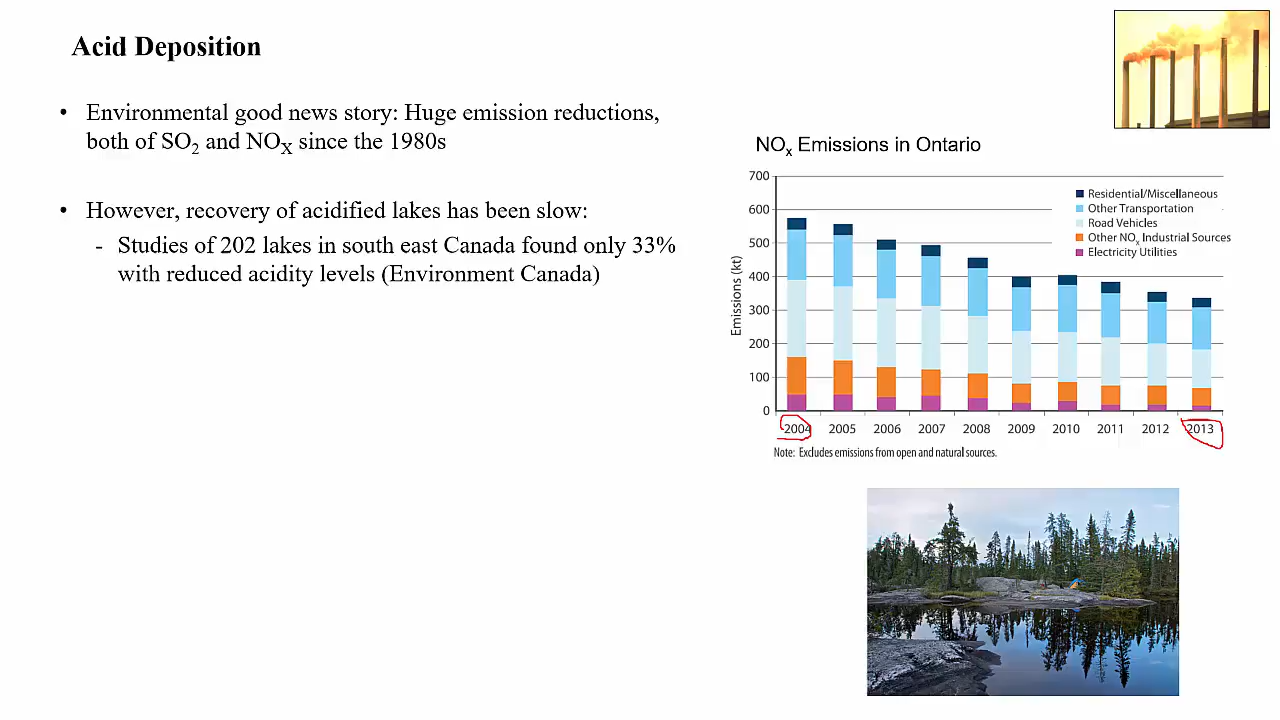 Acid Deposition
• Environmental good news story: Huge emission reductions,
both of SO2 and NOX since the 1980s
• However, recovery of acidified lakes has been slow:
- Studies of 202 lakes in south east Canada found only 33%
with reduced acidity levels (Environment Canada)
NOx Emissions in Ontario
Emissions (kt)
700
600
500
400
300
200
100
0
Residential/Miscellaneous
Other Transportation
Road Vehicles
Other NOx Industrial Sources
Electricity Utilities
2004 2005 2006 2007 2008 2009 2010 2011 2012 2013
Note: Excludes emissions from open and natural sources.